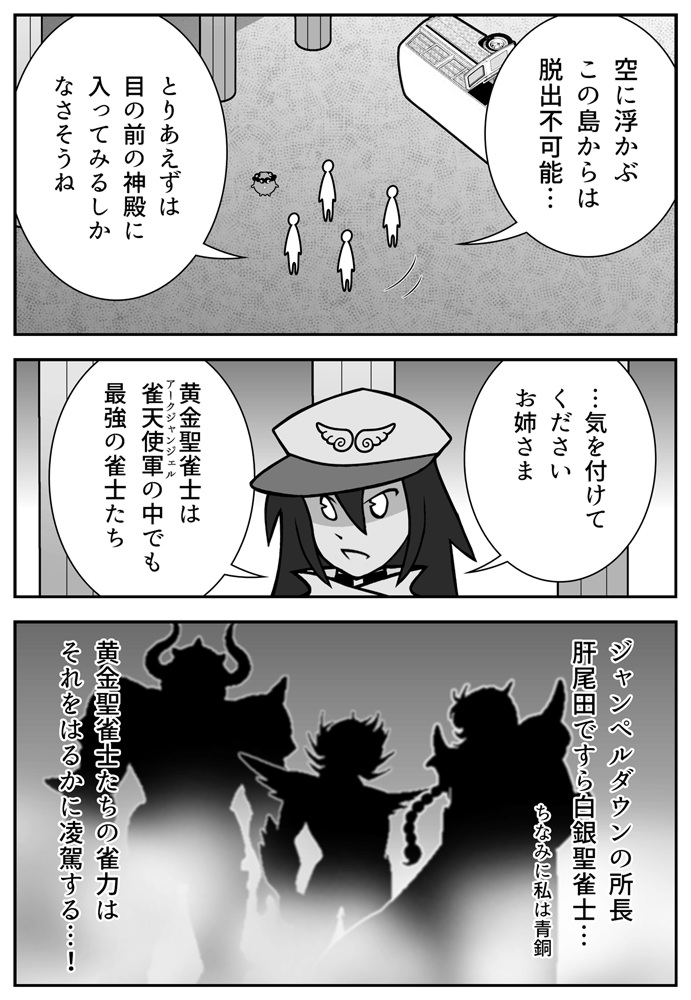 空に浮かぶ
この島からは
脱出不可能…
とりあえずは
目の前の神殿に
入ってみるしか
なさそうね
…気を付けて
ください
お姉さま
黄金聖雀士は
雀天使軍の中でも
アークジャンジェル
最強の雀士たち
ジャンペルダウンの所長
肝尾田ですら白銀聖雀士…
ちなみに私は青銅
黄金聖雀士たちの雀力は
それをはるかに凌駕する…！